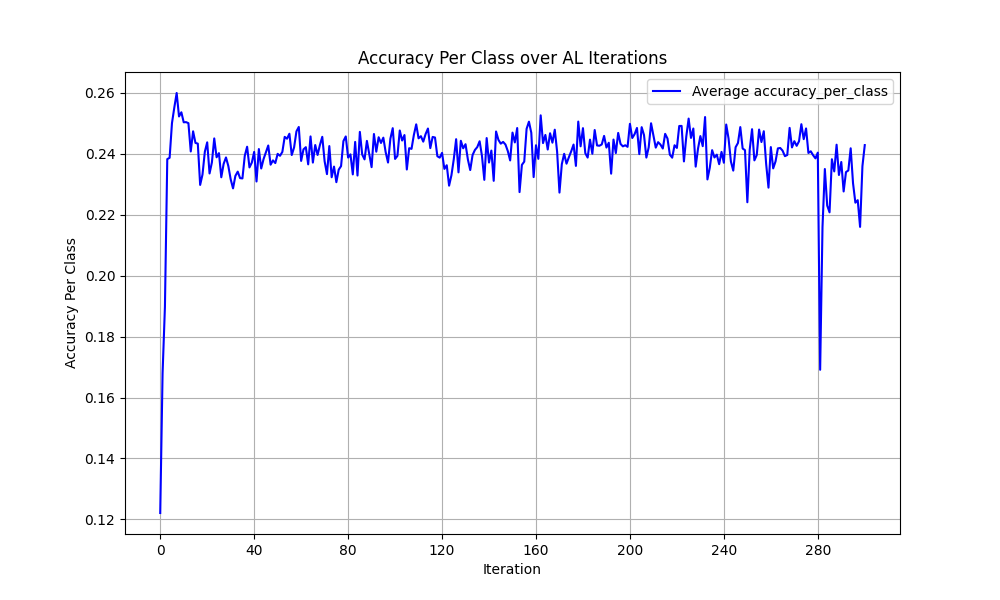 Accuracy Per Class over AL Iterations
Average accuracy_per_class
Accuracy Per Class
0.26
0.24
0.22
0.20
0.18
0.16
0.14
0.12
0 40 80 120 160 200 240 280
Iteration